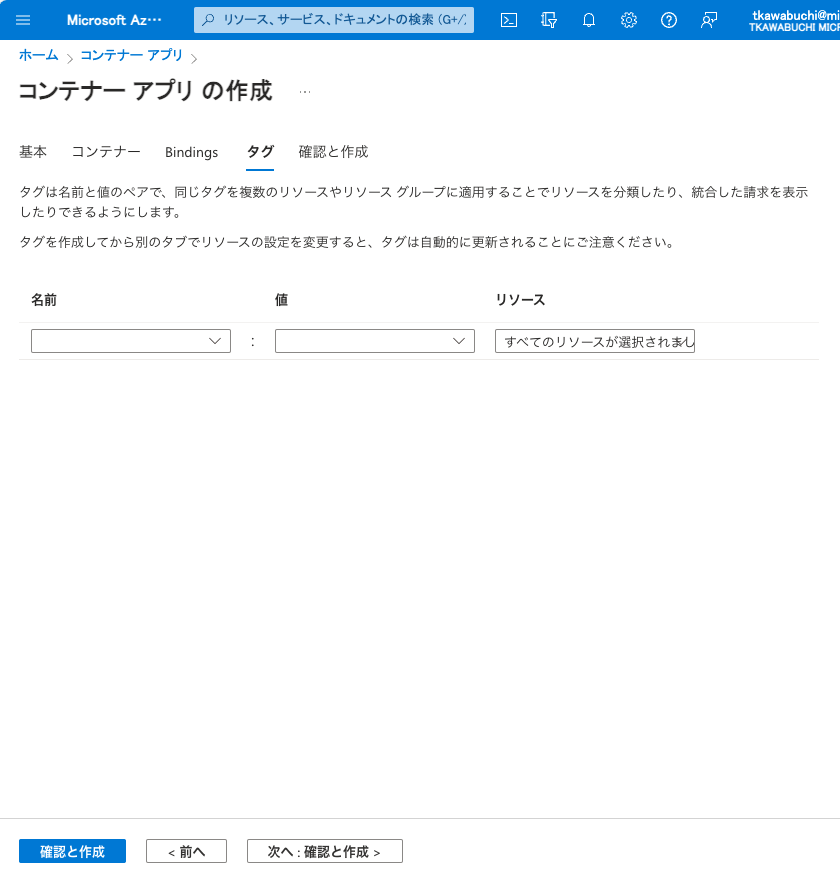 Microsoft Az…
リソース、サービス、ドキュメントの検索 (G+/)
tkawabuchi@mi
TKAWABUCHI MICR
ホーム > コンテナー アプリ >
コンテナー アプリ の作成 …
基本 コンテナー Bindings タグ 確認と作成
タグは名前と値のペアで、同じタグを複数のリソースやリソース グループに適用することでリソースを分類したり、統合した請求を表示
したりできるようにします。
タグを作成してから別のタブでリソースの設定を変更すると、タグは自動的に更新されることにご注意ください。
名前 値 リソース
: すべてのリソースが選択されまし
確認と作成 < 前へ 次へ : 確認と作成 >